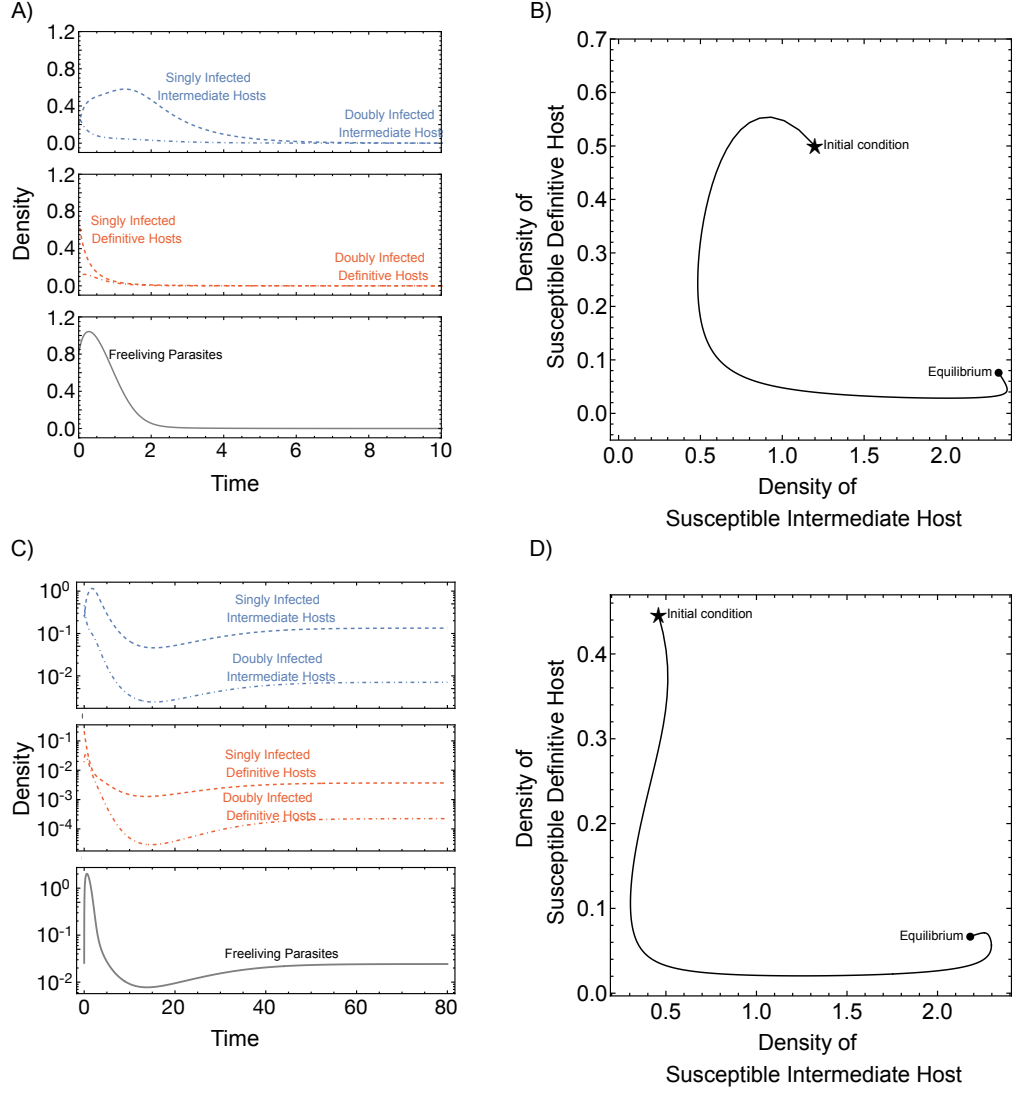 A)
1.2
0.8
0.4
0.0
Singly Infected
Intermediate Hosts
Doubly Infected
Intermediate Host
1.2
0.8
0.4
0.0
Singly Infected
Definitive Hosts
Doubly Infected
Definitive Hosts
1.2
0.8
0.4
0.0
Freeliving Parasites
0 2 4 6 8 10
Time
Density
B)
0.7
0.6
0.5
0.4
0.3
0.2
0.1
0.0
Initial condition
Equilibrium
0.0 0.5 1.0 1.5 2.0
Density of
Susceptible Intermediate Host
Density of
Susceptible Definitive Host
C)
10^0
10^-1
10^-2
Singly Infected
Intermediate Hosts
Doubly Infected
Intermediate Hosts
10^-1
10^-2
10^-3
10^-4
Singly Infected
Definitive Hosts
Doubly Infected
Definitive Hosts
10^0
10^-1
10^-2
Freeliving Parasites
0 20 40 60 80
Time
Density
D)
0.4
0.3
0.2
0.1
0.0
Initial condition
Equilibrium
0.5 1.0 1.5 2.0
Density of
Susceptible Intermediate Host
Density of
Susceptible Definitive Host